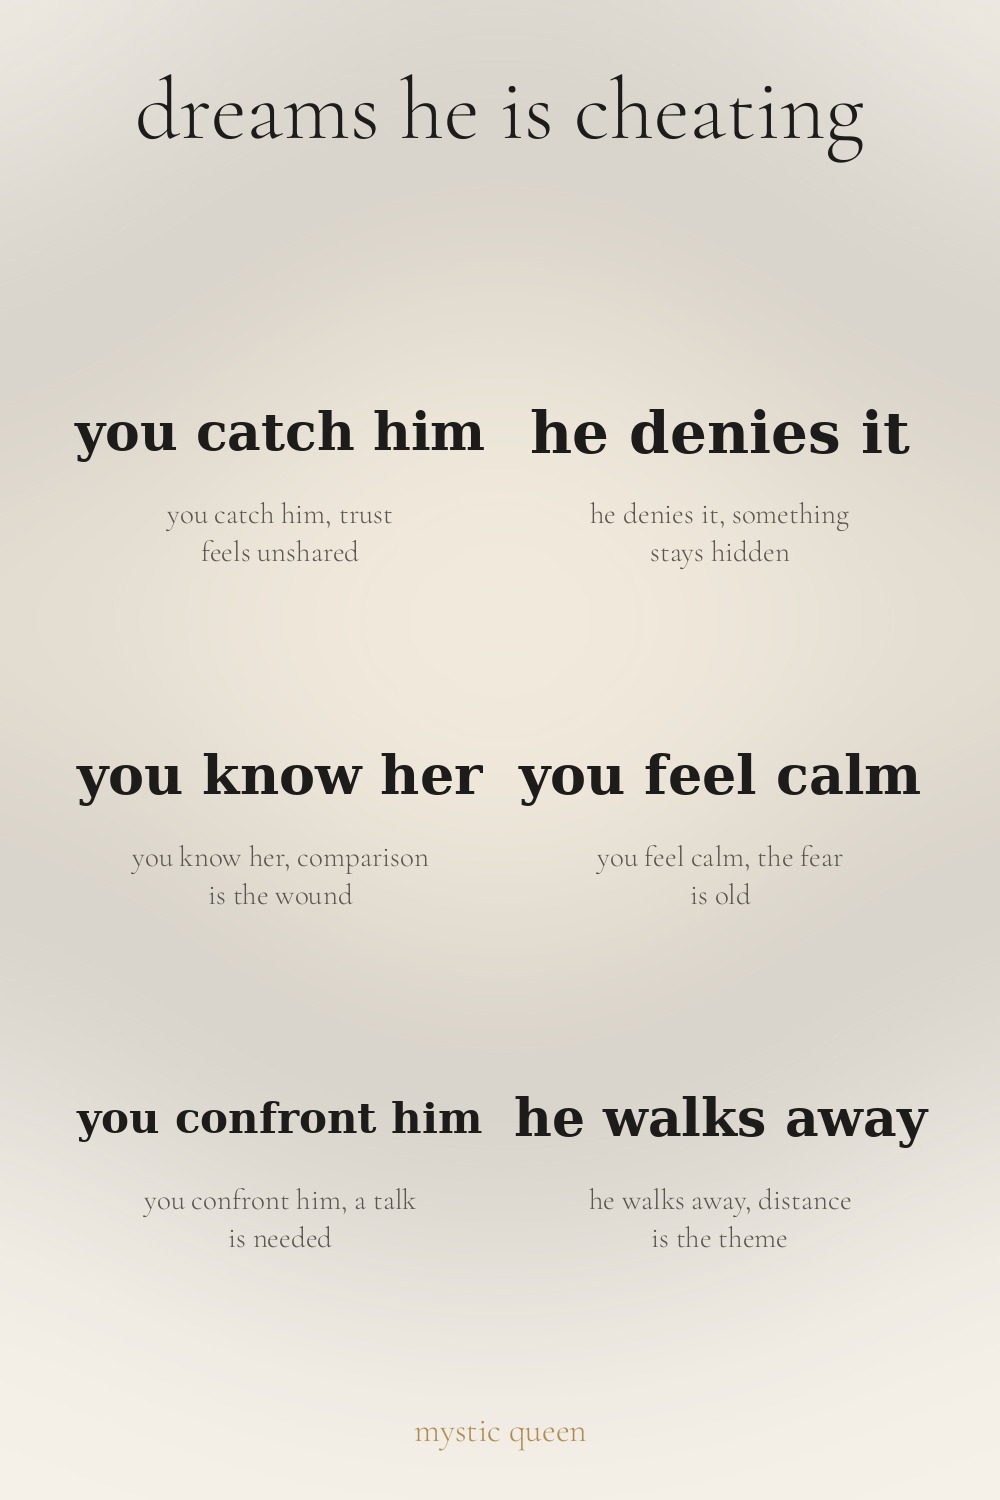 dreams he is cheating
you catch him
you catch him, trust
feels unshared
he denies it
he denies it, something
stays hidden
you know her
you know her, comparison
is the wound
you feel calm
you feel calm, the fear
is old
you confront him
you confront him, a talk
is needed
he walks away
he walks away, distance
is the theme
mystic queen